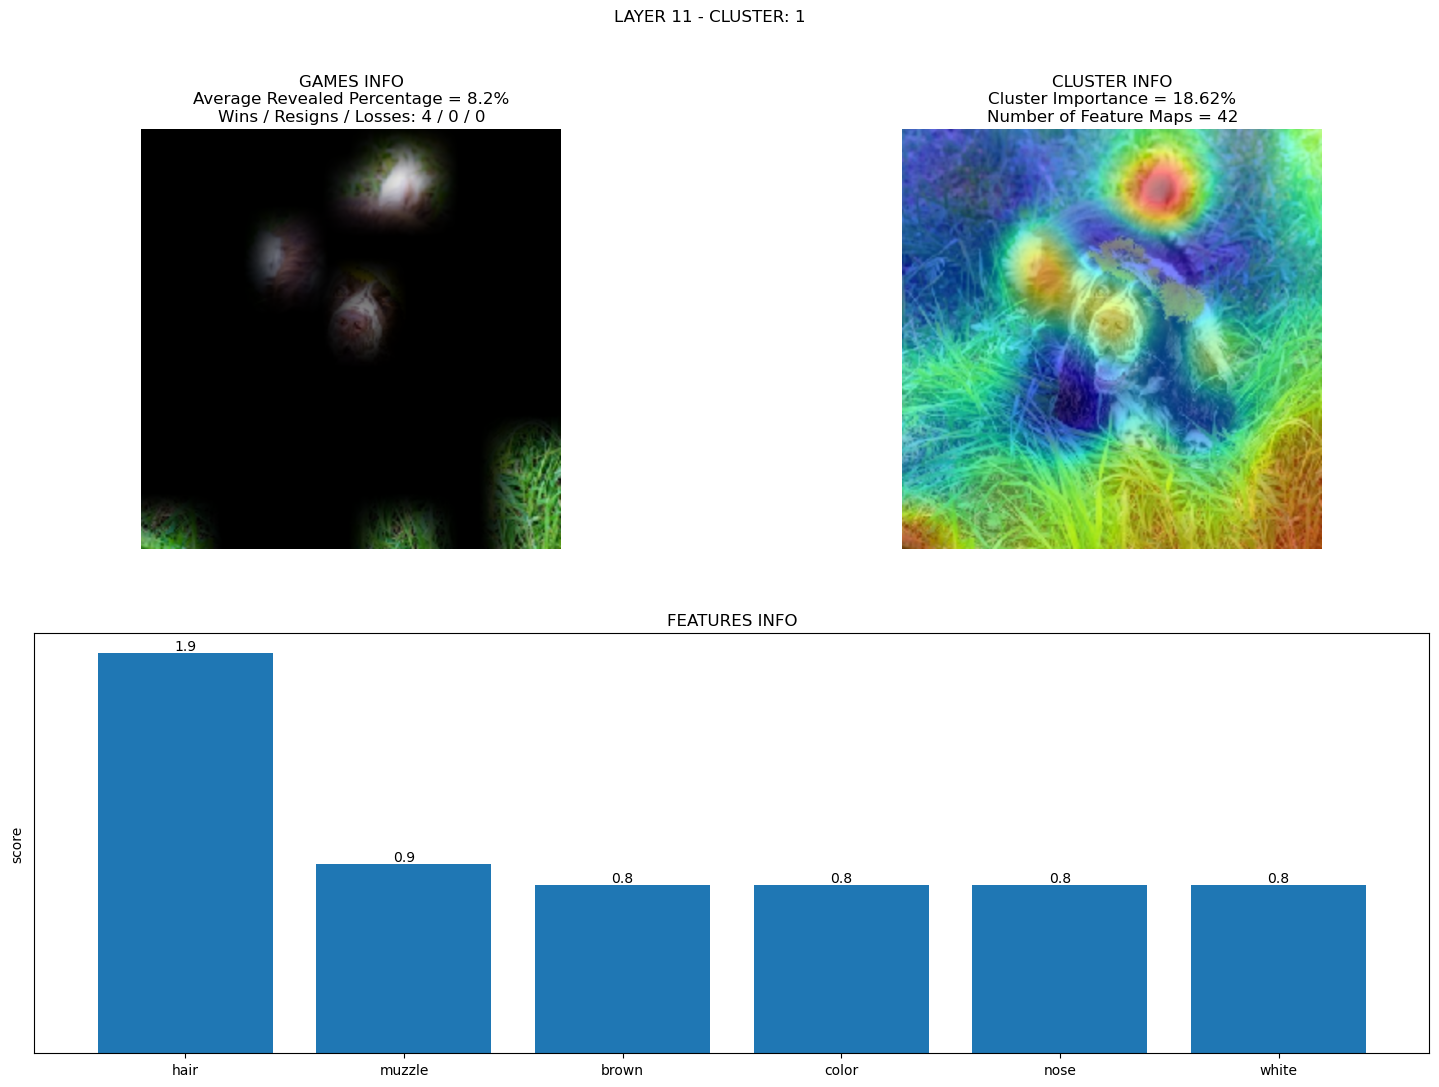 LAYER 11 - CLUSTER: 1
GAMES INFO
Average Revealed Percentage = 8.2%
Wins / Resigns / Losses: 4 / 0 / 0
CLUSTER INFO
Cluster Importance = 18.62%
Number of Feature Maps = 42
FEATURES INFO
score
1.9
0.9
0.8
0.8
0.8
0.8
hair
muzzle
brown
color
nose
white